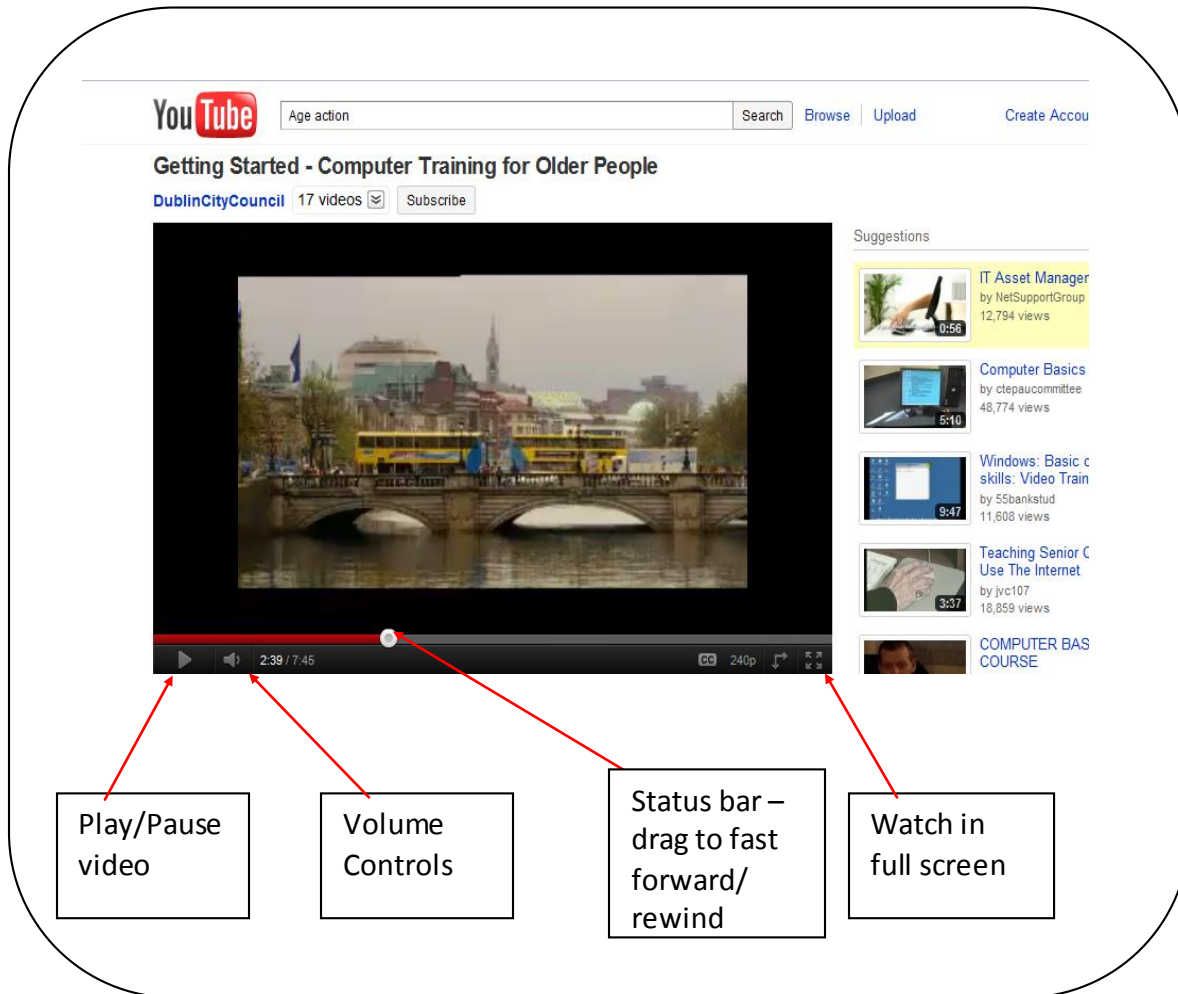 You Tube
Age action
Search
Browse
Upload
Create Accou
Getting Started - Computer Training for Older People
DublinCityCouncil
17 videos
Subscribe
Suggestions
IT Asset Manager
by NetSupportGroup
12,794 views
0:56
Computer Basics
by ctepaucommittee
48,774 views
5:10
Windows: Basic c
skills: Video Train
by 55bankstud
11,608 views
9:47
Teaching Senior C
Use The Internet
by jvc107
18,859 views
3:37
COMPUTER BAS
COURSE
2:39 / 7:45
CC
240p
Play/Pause
video
Volume
Controls
Status bar –
drag to fast
forward/
rewind
Watch in
full screen